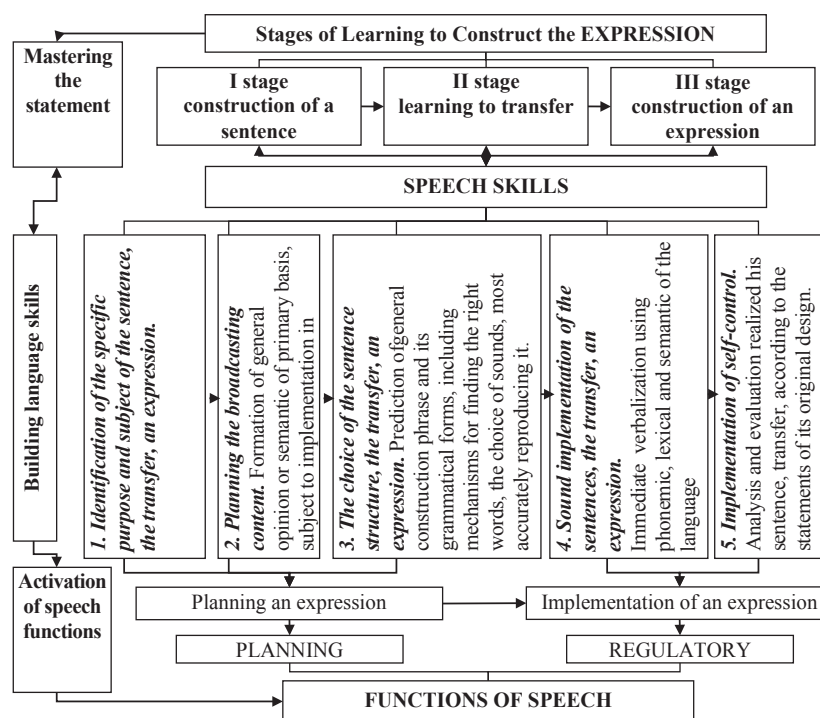 Stages of Learning to Construct the EXPRESSION
Mastering
the
statement
I stage
construction of a
sentence
II stage
learning to transfer
III stage
construction of an
expression
SPEECH SKILLS
Building language skills
1. Identification of the specific
purpose and subject of the sentence,
the transfer, an expression.
2. Planning the broadcasting
content. Formation of general
opinion or semantic of primary basis,
subject to implementation in
3. The choice of the sentence
structure, the transfer, an
expression. Prediction ofgeneral
construction phrase and its
grammatical forms, including
mechanisms for finding the right
words, the choice of sounds, most
accurately reproducing it.
4. Sound implementation of the
sentences, the transfer, an
expression.
Immediate verbalization using
phonemic, lexical and semantic of the
language
5. Implementation of self-control.
Analysis and evaluation realized his
sentence, transfer, according to the
statements of its original design.
Activation
of speech
functions
Planning an expression
Implementation of an expression
PLANNING
REGULATORY
FUNCTIONS OF SPEECH